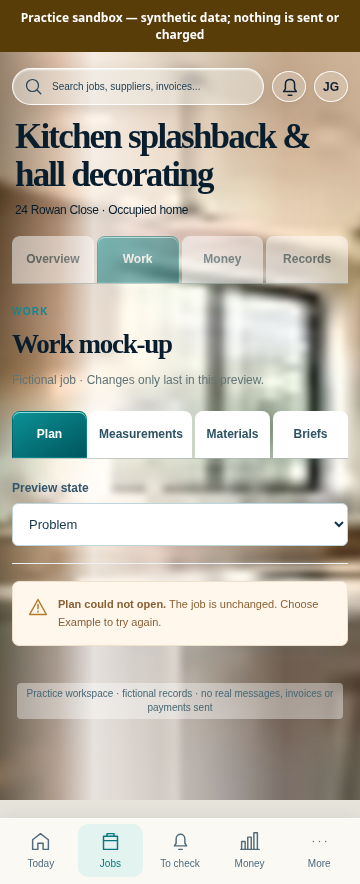 Practice sandbox — synthetic data; nothing is sent or
charged
Search jobs, suppliers, invoices...
JG
Kitchen splashback &
hall decorating
24 Rowan Close · Occupied home
Overview
Work
Money
Records
WORK
Work mock-up
Fictional job · Changes only last in this preview.
Plan
Measurements
Materials
Briefs
Preview state
Problem
Plan could not open. The job is unchanged. Choose
Example to try again.
Practice workspace · fictional records · no real messages, invoices or
payments sent
Today
Jobs
To check
Money
More